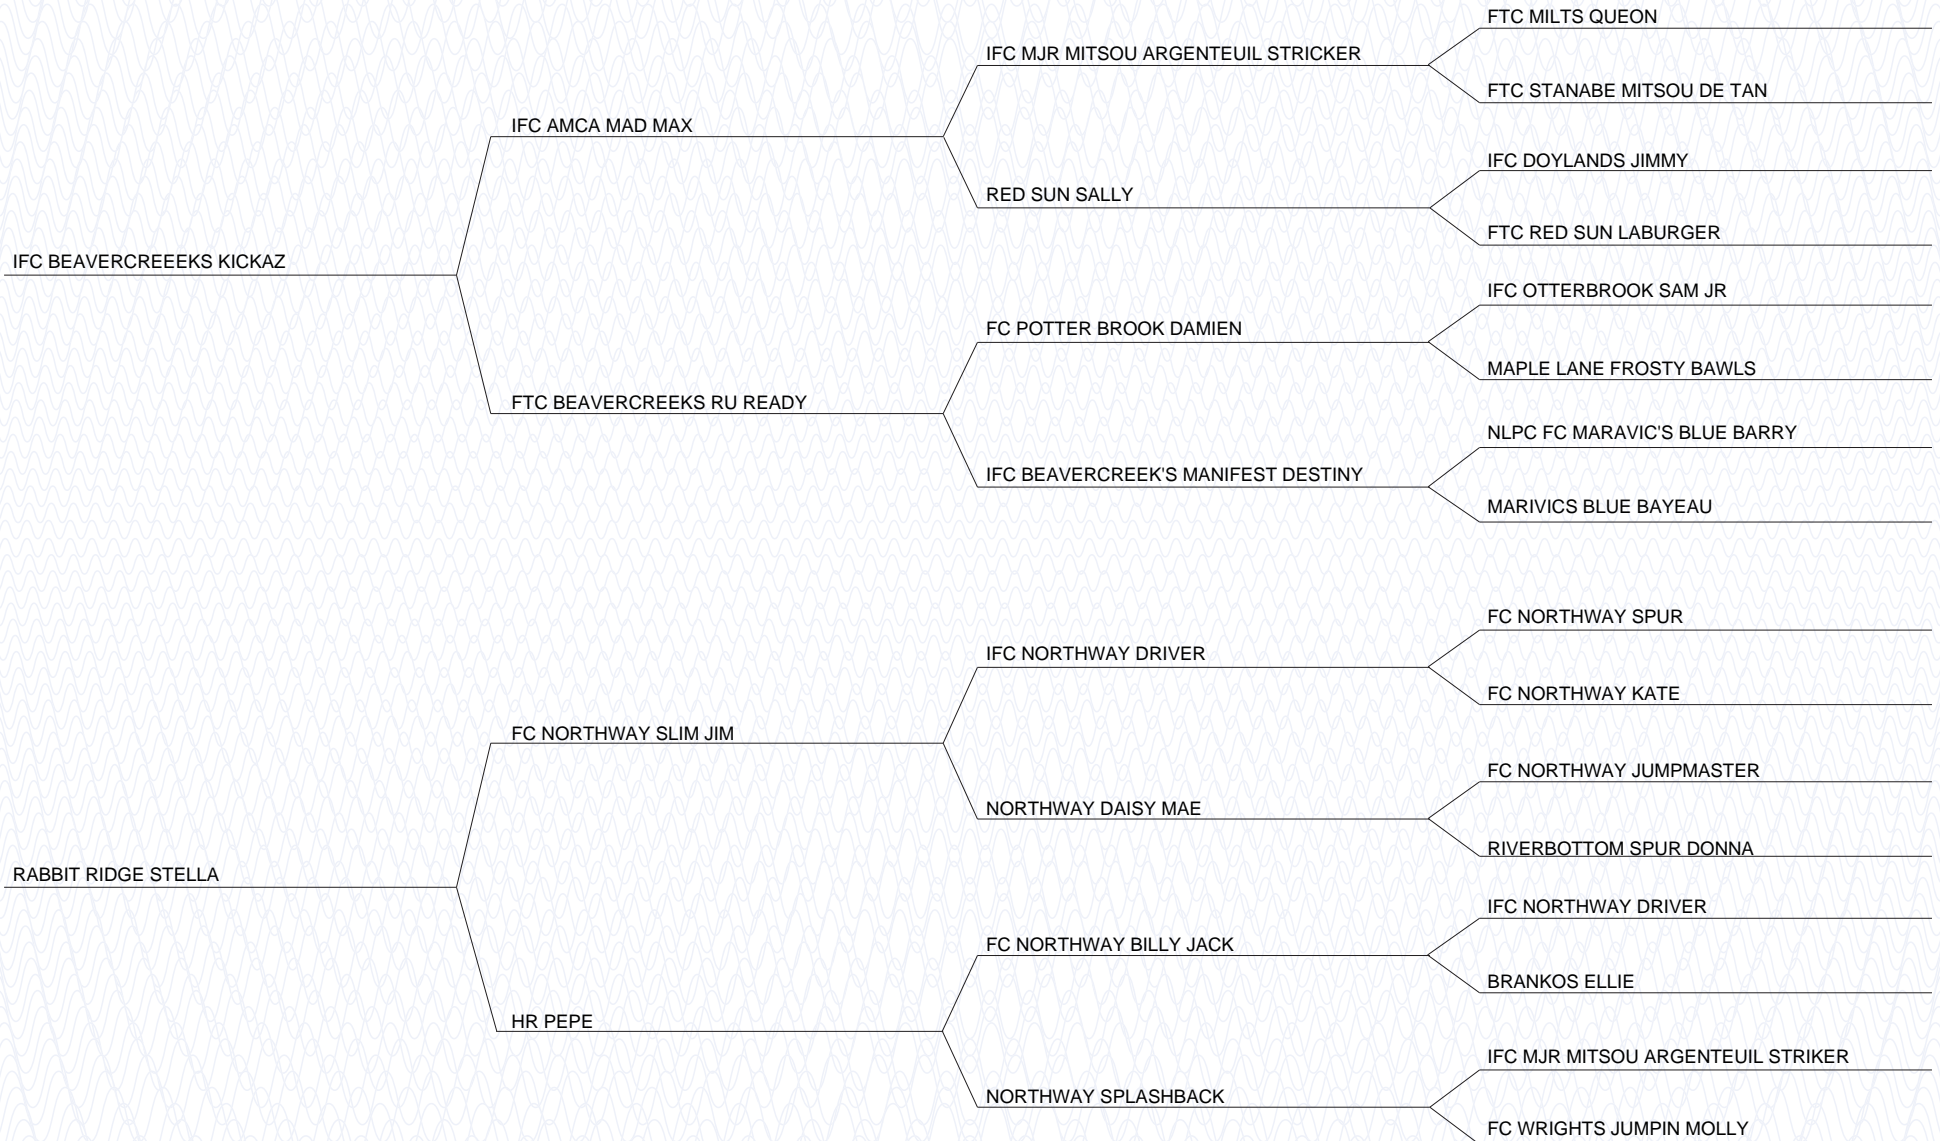 FTC MILTS QUEON
IFC MJR MITSOU ARGENTEUIL STRICKER
FTC STANABE MITSOU DE TAN
IFC AMCA MAD MAX
IFC DOYLANDS JIMMY
RED SUN SALLY
FTC RED SUN LABURGER
IFC BEAVERCREEEKS KICKAZ
IFC OTTERBROOK SAM JR
FC POTTER BROOK DAMIEN
MAPLE LANE FROSTY BAWLS
FTC BEAVERCREEKS RU READY
NLPC FC MARAVIC'S BLUE BARRY
IFC BEAVERCREEK'S MANIFEST DESTINY
MARIVICS BLUE BAYEAU
FC NORTHWAY SPUR
IFC NORTHWAY DRIVER
FC NORTHWAY KATE
FC NORTHWAY SLIM JIM
FC NORTHWAY JUMPMASTER
NORTHWAY DAISY MAE
RIVERBOTTOM SPUR DONNA
RABBIT RIDGE STELLA
IFC NORTHWAY DRIVER
FC NORTHWAY BILLY JACK
BRANKOS ELLIE
HR PEPE
IFC MJR MITSOU ARGENTEUIL STRIKER
NORTHWAY SPLASHBACK
FC WRIGHTS JUMPIN MOLLY